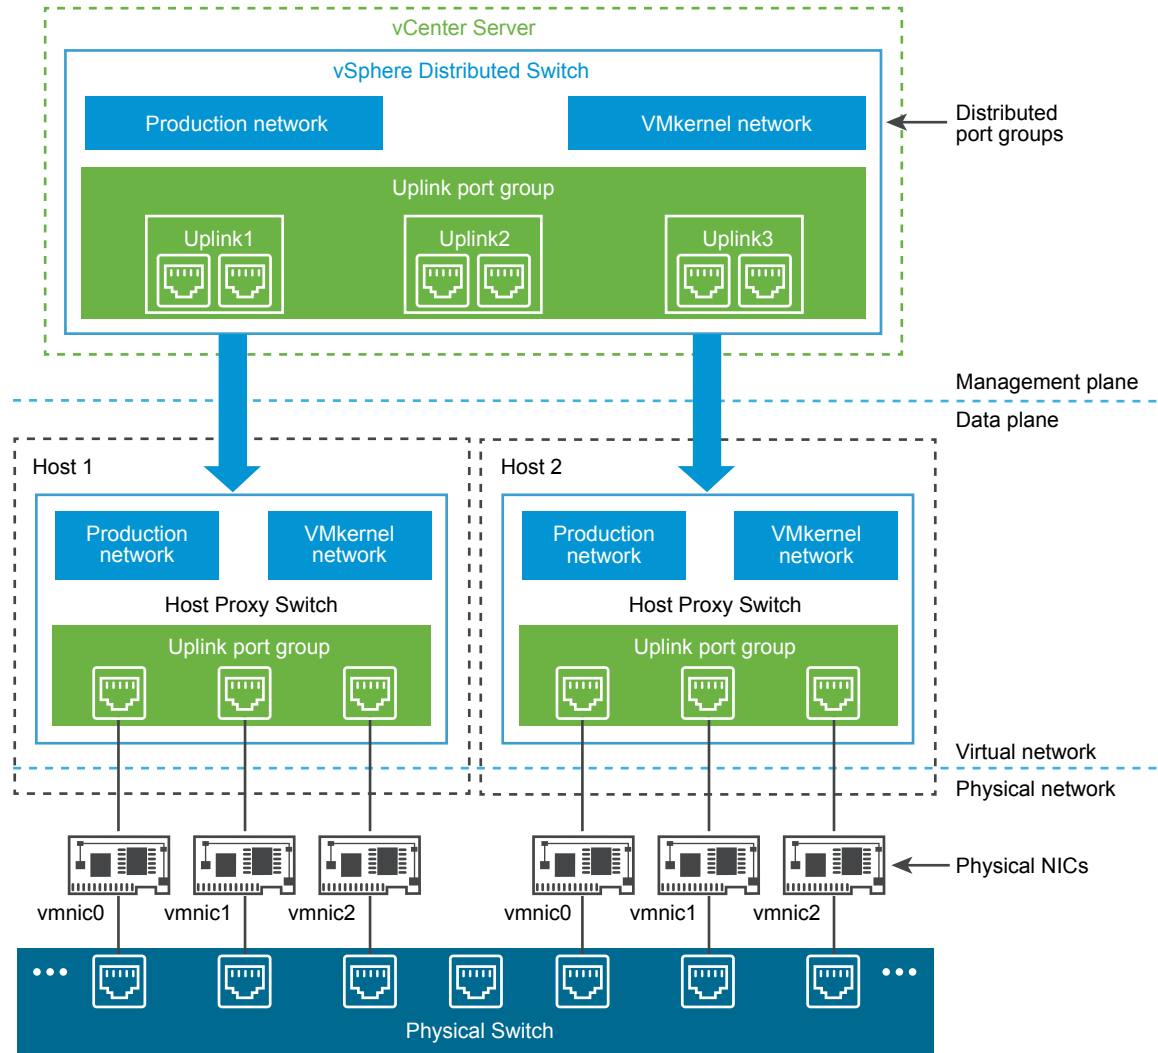 vCenter Server
vSphere Distributed Switch
Production network
VMkernel network
Distributed
port groups
Uplink port group
Uplink1
Uplink2
Uplink3
Management plane
Data plane
Host 1
Production
network
VMkernel
network
Host Proxy Switch
Uplink port group
Host 2
Production
network
VMkernel
network
Host Proxy Switch
Uplink port group
Virtual network
Physical network
Physical NICs
vmnic0
vmnic1
vmnic2
vmnic0
vmnic1
vmnic2
Physical Switch